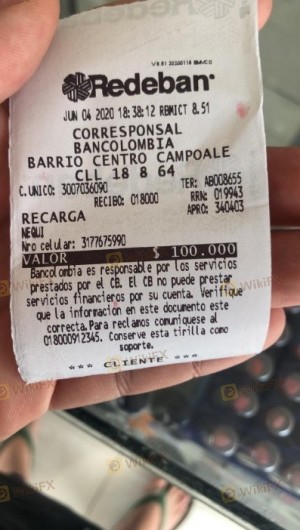 Redeban
JUN 04 2020 18:38:12 RBMICT 8.51
CORRESPONSAL
BANCOLOMBIA
BARRIO CENTRO CAMPOALE
CLL 18 8 64
C.UNICO: 3007036090 TER: AB008655
RECIBO: 018000 RRN: 019943
RECARGA APRO: 340403
NEQUI
Nro celular: 3177675990
VALOR $ 100.000
Bancolombia es responsable por los servicios
prestados por el CB. El CB no puede prestar
servicios financieros por su cuenta. Verifique
que la información en este documento este
correcta. Para reclamos comuniquese al
018000912345. Conserve esta tirilla como
soporte.
*** CLIENTE ***
WikiFX